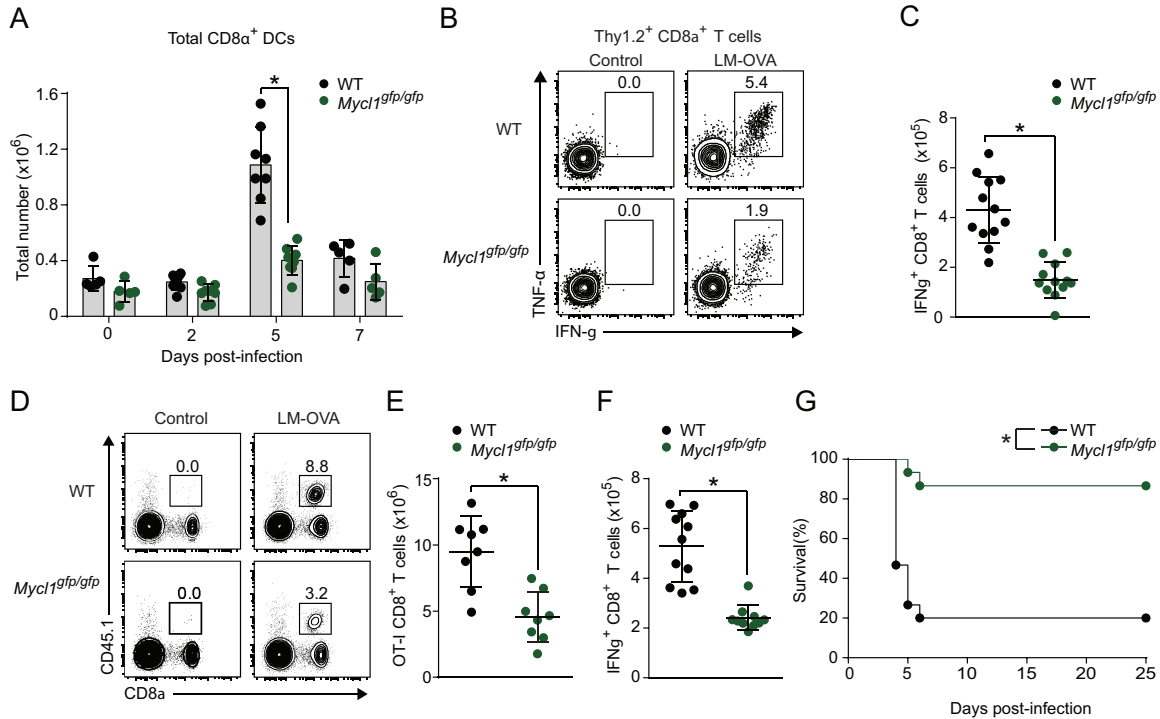 A
Total CD8α+ DCs
WT
Mycl1gfp/gfp
*
Total number (x10^6)
1.6
1.2
0.8
0.4
0
0
2
5
7
Days post-infection
B
Thy1.2+ CD8a+ T cells
Control
LM-OVA
WT
0.0
5.4
Mycl1gfp/gfp
0.0
1.9
TNF-α
IFN-g
C
WT
Mycl1gfp/gfp
*
IFNg+ CD8+ T cells (x10^5)
8
6
4
2
0
D
Control
LM-OVA
WT
0.0
8.8
Mycl1gfp/gfp
0.0
3.2
CD45.1
CD8a
E
WT
Mycl1gfp/gfp
*
OT-I CD8+ T cells (x10^6)
15
10
5
0
F
WT
Mycl1gfp/gfp
*
IFNg+ CD8+ T cells (x10^5)
8
6
4
2
0
G
*
WT
Mycl1gfp/gfp
Survival(%)
100
80
60
40
20
0
0
5
10
15
20
25
Days post-infection